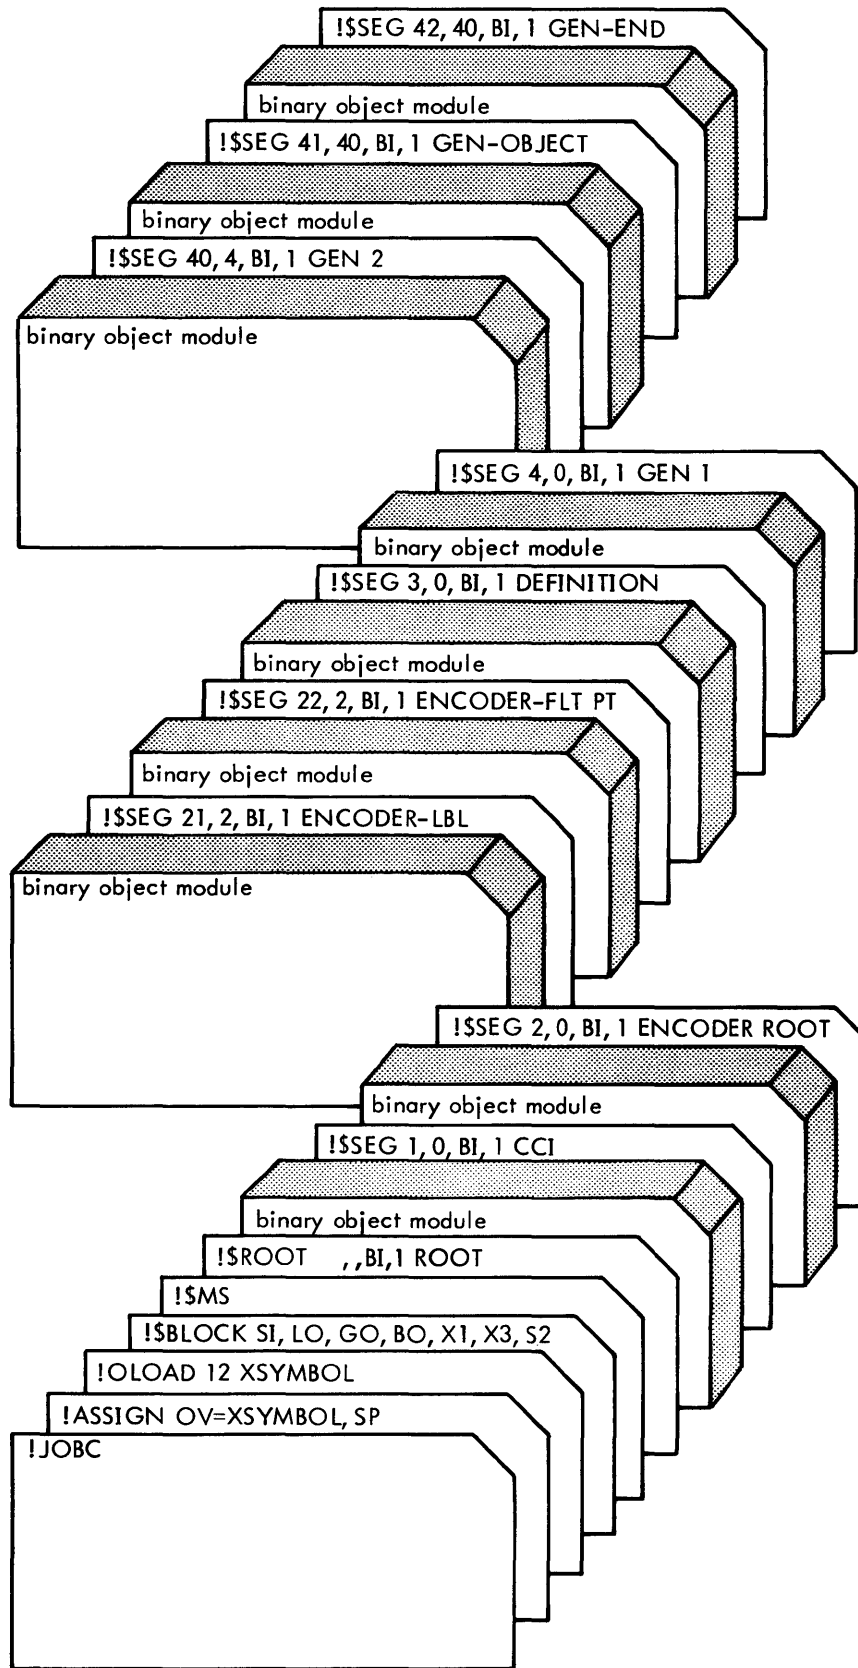 !$SEG 42, 40, BI, 1 GEN-END
binary object module
!$SEG 41, 40, BI, 1 GEN-OBJECT
binary object module
!$SEG 40, 4, BI, 1 GEN 2
binary object module
!$SEG 4, 0, BI, 1 GEN 1
binary object module
!$SEG 3, 0, BI, 1 DEFINITION
binary object module
!$SEG 22, 2, BI, 1 ENCODER-FLT PT
binary object module
!$SEG 21, 2, BI, 1 ENCODER-LBL
binary object module
!$SEG 2, 0, BI, 1 ENCODER ROOT
binary object module
!$SEG 1, 0, BI, 1 CCI
binary object module
!$ROOT ,,BI,1 ROOT
!$MS
!$BLOCK SI, LO, GO, BO, X1, X3, S2
!OLOAD 12 XSYMBOL
!ASSIGN OV=XSYMBOL, SP
!JOBC